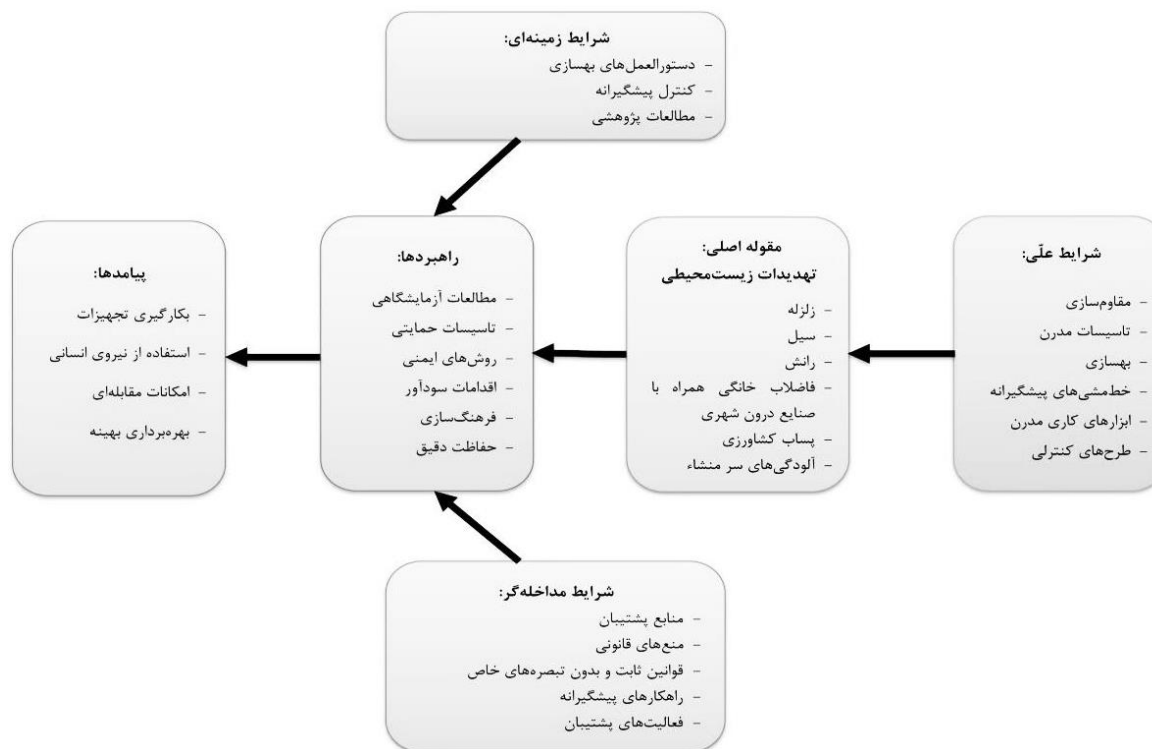 شرایط زمینه‌ای:
- دستورالعمل‌های بهسازی
- کنترل پیشگیرانه
- مطالعات پژوهشی
شرایط علّی:
- مقاوم‌سازی
- تاسیسات مدرن
- بهسازی
- خط‌مشی‌های پیشگیرانه
- ابزارهای کاری مدرن
- طرح‌های کنترلی
مقوله اصلی:
تهدیدات زیست‌محیطی
- زلزله
- سیل
- رانش
- فاضلاب خانگی همراه با
صنایع درون شهری
- پساب کشاورزی
- آلودگی‌های سر منشاء
راهبردها:
- مطالعات آزمایشگاهی
- تاسیسات حمایتی
- روش‌های ایمنی
- اقدامات سودآور
- فرهنگ‌سازی
- حفاظت دقیق
پیامدها:
- بکارگیری تجهیزات
- استفاده از نیروی انسانی
- امکانات مقابله‌ای
- بهره‌برداری بهینه
شرایط مداخله‌گر:
- منابع پشتیبان
- منع‌های قانونی
- قوانین ثابت و بدون تبصره‌های خاص
- راهکارهای پیشگیرانه
- فعالیت‌های پشتیبان